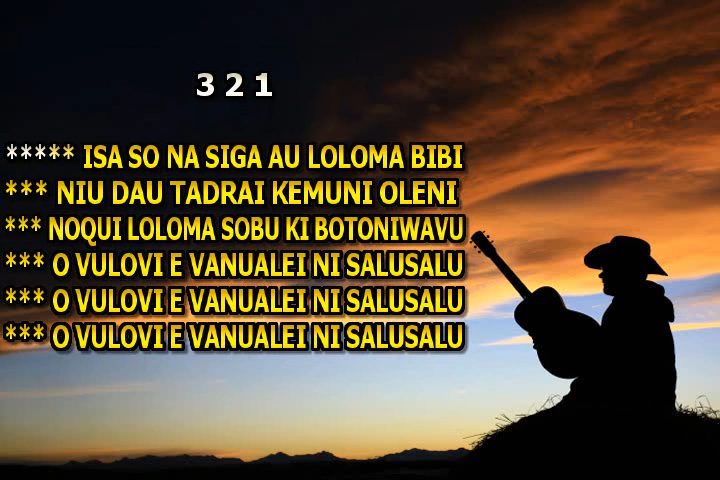 3 2 1
***** ISA SO NA SIGA AU LOLOMA BIBI
*** NIU DAU TADRAI KEMUNI OLENI
*** NOQUI LOLOMA SOBU KI BOTONIWAVU
*** O VULOVI E VANUALEI NI SALUSALU
*** O VULOVI E VANUALEI NI SALUSALU
*** O VULOVI E VANUALEI NI SALUSALU